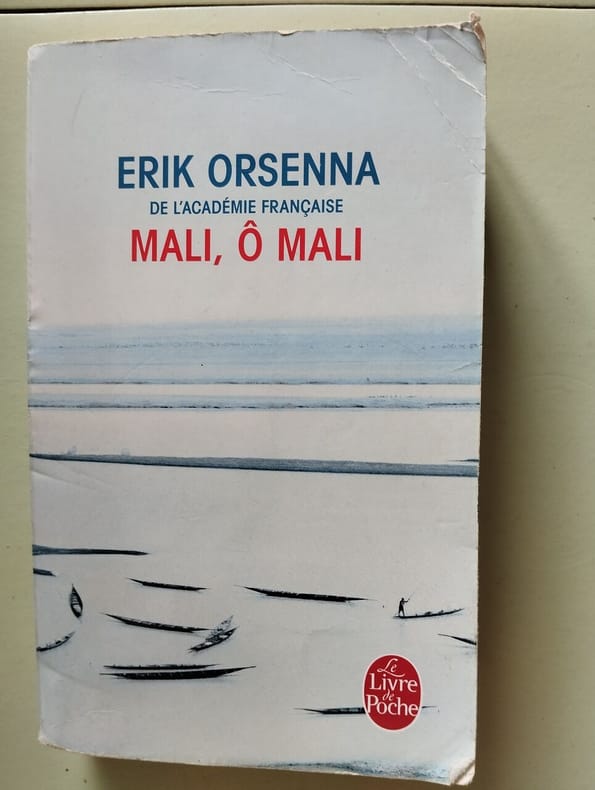 ERIK ORSENNA
DE L'ACADÉMIE FRANÇAISE
MALI, Ô MALI
Le
Livre
de
Poche